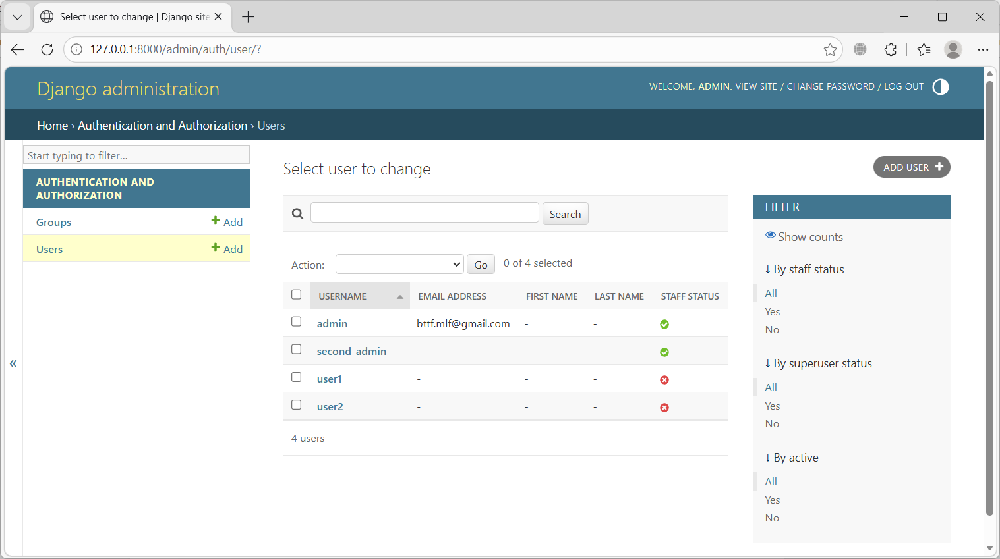 Select user to change | Django site
127.0.0.1:8000/admin/auth/user/?
Django administration
WELCOME, ADMIN. VIEW SITE / CHANGE PASSWORD / LOG OUT
Home › Authentication and Authorization › Users
Start typing to filter...
AUTHENTICATION AND
AUTHORIZATION
Groups + Add
Users + Add
«
Select user to change
ADD USER +
Search
Action: --------- Go 0 of 4 selected
USERNAME EMAIL ADDRESS FIRST NAME LAST NAME STAFF STATUS
admin bttf.mlf@gmail.com - -
second_admin - - -
user1 - - -
user2 - - -
4 users
FILTER
Show counts
↓ By staff status
All
Yes
No
↓ By superuser status
All
Yes
No
↓ By active
All
Yes
No